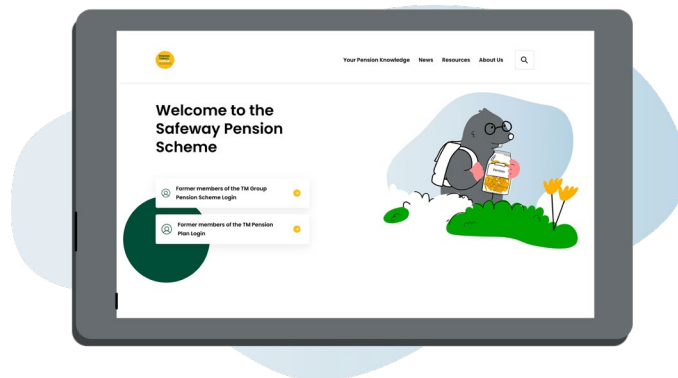 Your Pension Knowledge News Resources About Us
Welcome to the
Safeway Pension
Scheme
Former members of the TM Group
Pension Scheme Login
Former members of the TM Pension
Plan Login
Pension